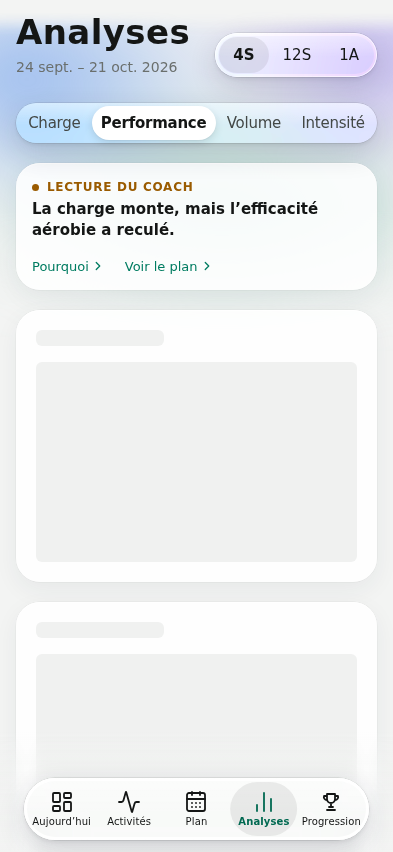 Analyses
24 sept. – 21 oct. 2026
4S 12S 1A
Charge Performance Volume Intensité
LECTURE DU COACH
La charge monte, mais l’efficacité
aérobie a reculé.
Pourquoi Voir le plan
Aujourd’hui Activités Plan Analyses Progression